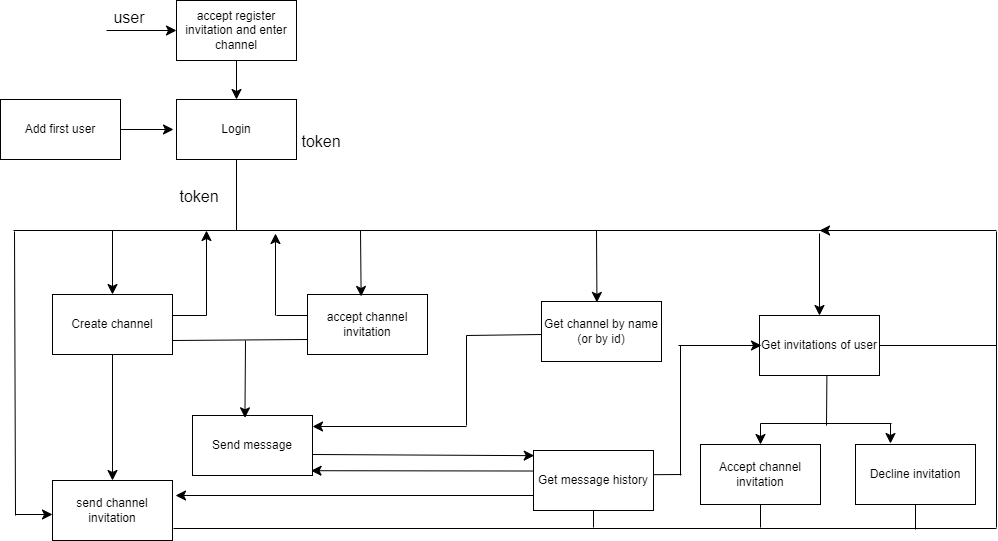 user
accept register
invitation and enter
channel
Add first user
Login
token
token
Create channel
accept channel
invitation
Get channel by name
(or by id)
Get invitations of user
Send message
Get message history
Accept channel
invitation
Decline invitation
send channel
invitation